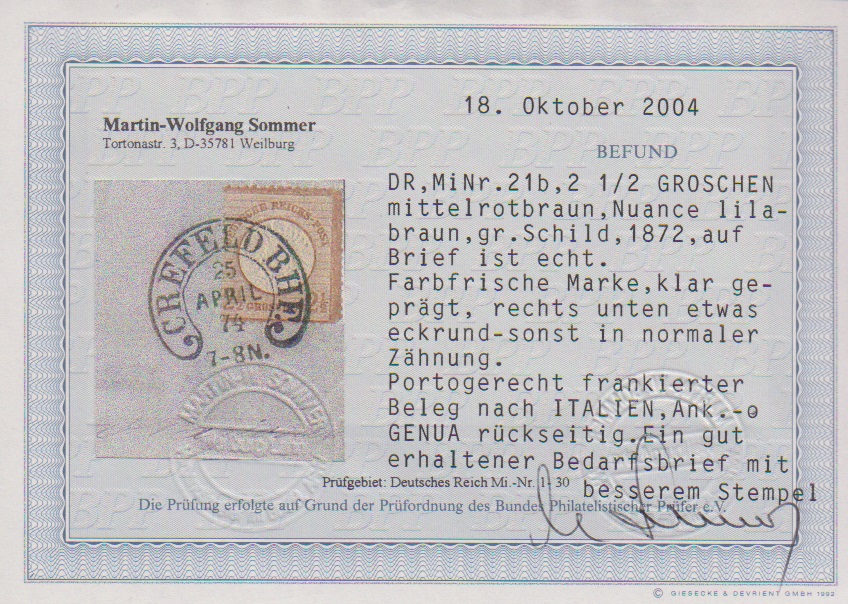 18. Oktober 2004
Martin-Wolfgang Sommer
Tortonastr. 3, D-35781 Weilburg
BEFUND
DR,MiNr.21b,2 1/2 GROSCHEN
mittelrotbraun,Nuance lila-
braun,gr.Schild,1872,auf
Brief ist echt.
Farbfrische Marke,klar ge-
prägt, rechts unten etwas
eckrund-sonst in normaler
Zähnung.
Portogerecht frankierter
Beleg nach ITALIEN,Ank.-o
GENUA rückseitig.Ein gut
erhaltener Bedarfsbrief mit
besserem Stempel
CREFELD BHF.
25
APRIL
74
7-8N.
MARTIN W. SOMMER
Prüfgebiet: Deutsches Reich Mi.-Nr. 1-30
Die Prüfung erfolgte auf Grund der Prüfordnung des Bundes Philatelistischer Prüfer e.V.
© GIESECKE & DEVRIENT GMBH 1992
BPP